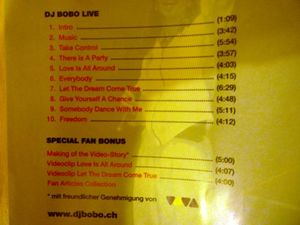 DJ BOBO LIVE
1. Intro (1:09)
2. Music (3:42)
3. Take Control (5:54)
4. There is A Party (3:57)
5. Love Is All Around (4:03)
6. Everybody (4:15)
7. Let The Dream Come True (6:29)
8. Give Yourself A Chance (4:48)
9. Somebody Dance With Me (5:11)
10. Freedom (4:12)
SPECIAL FAN BONUS
Making of the Video-Story* (5:00)
Videoclip Love Is All Around (4:07)
Videoclip Let The Dream Come True (4:00)
Fan Articles Collection
* mit freundlicher Genehmigung von VIVA
www.djbobo.ch